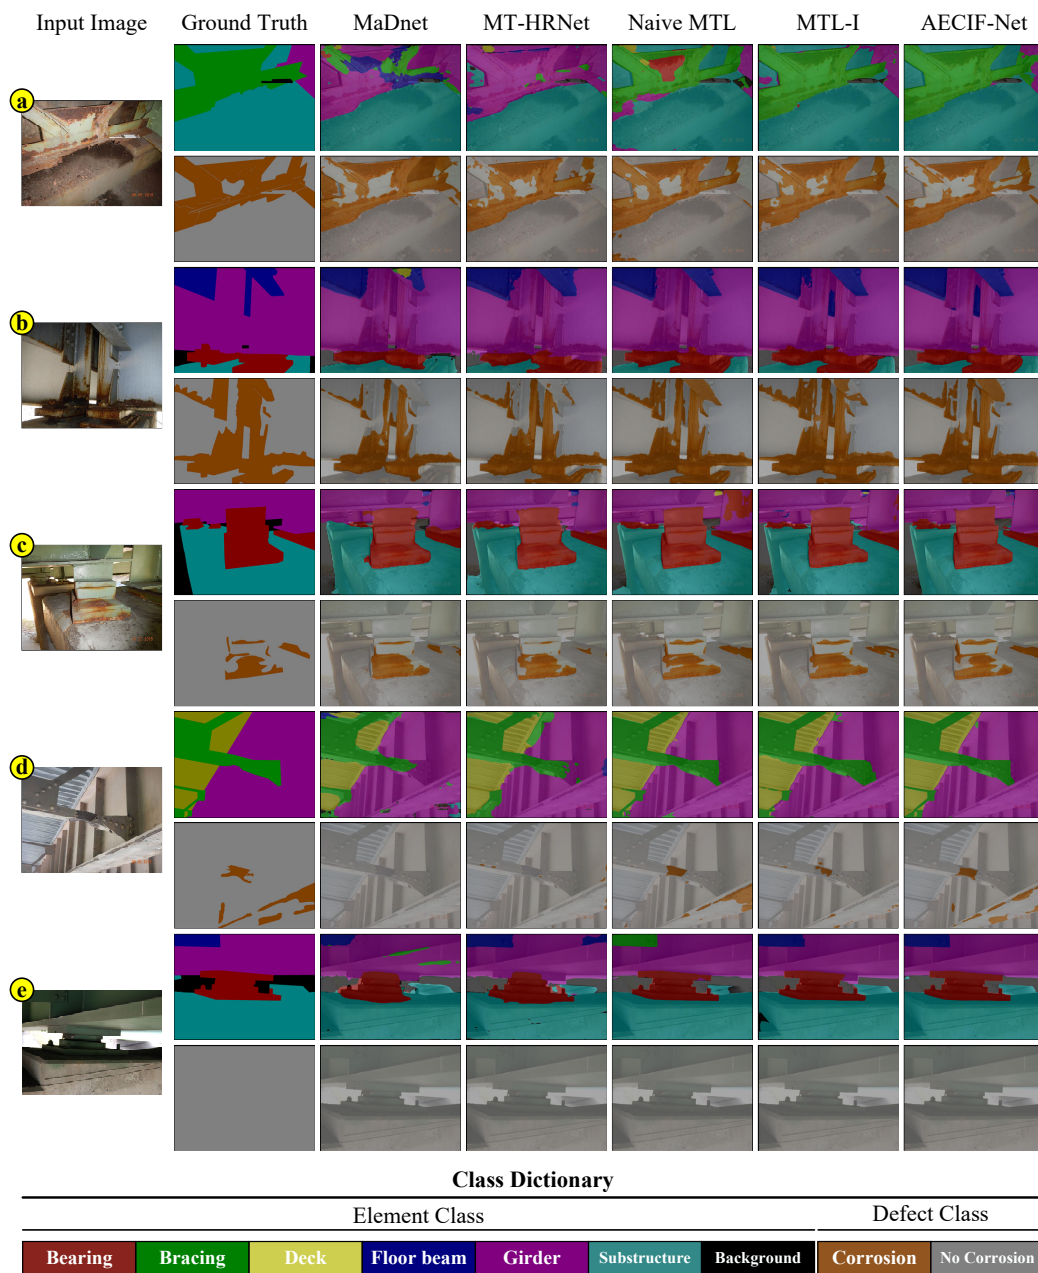 Input Image Ground Truth MaDnet MT-HRNet Naive MTL MTL-I AECIF-Net
a
b
c
d
e
Class Dictionary
Element Class Defect Class
Bearing Bracing Deck Floor beam Girder Substructure Background Corrosion No Corrosion